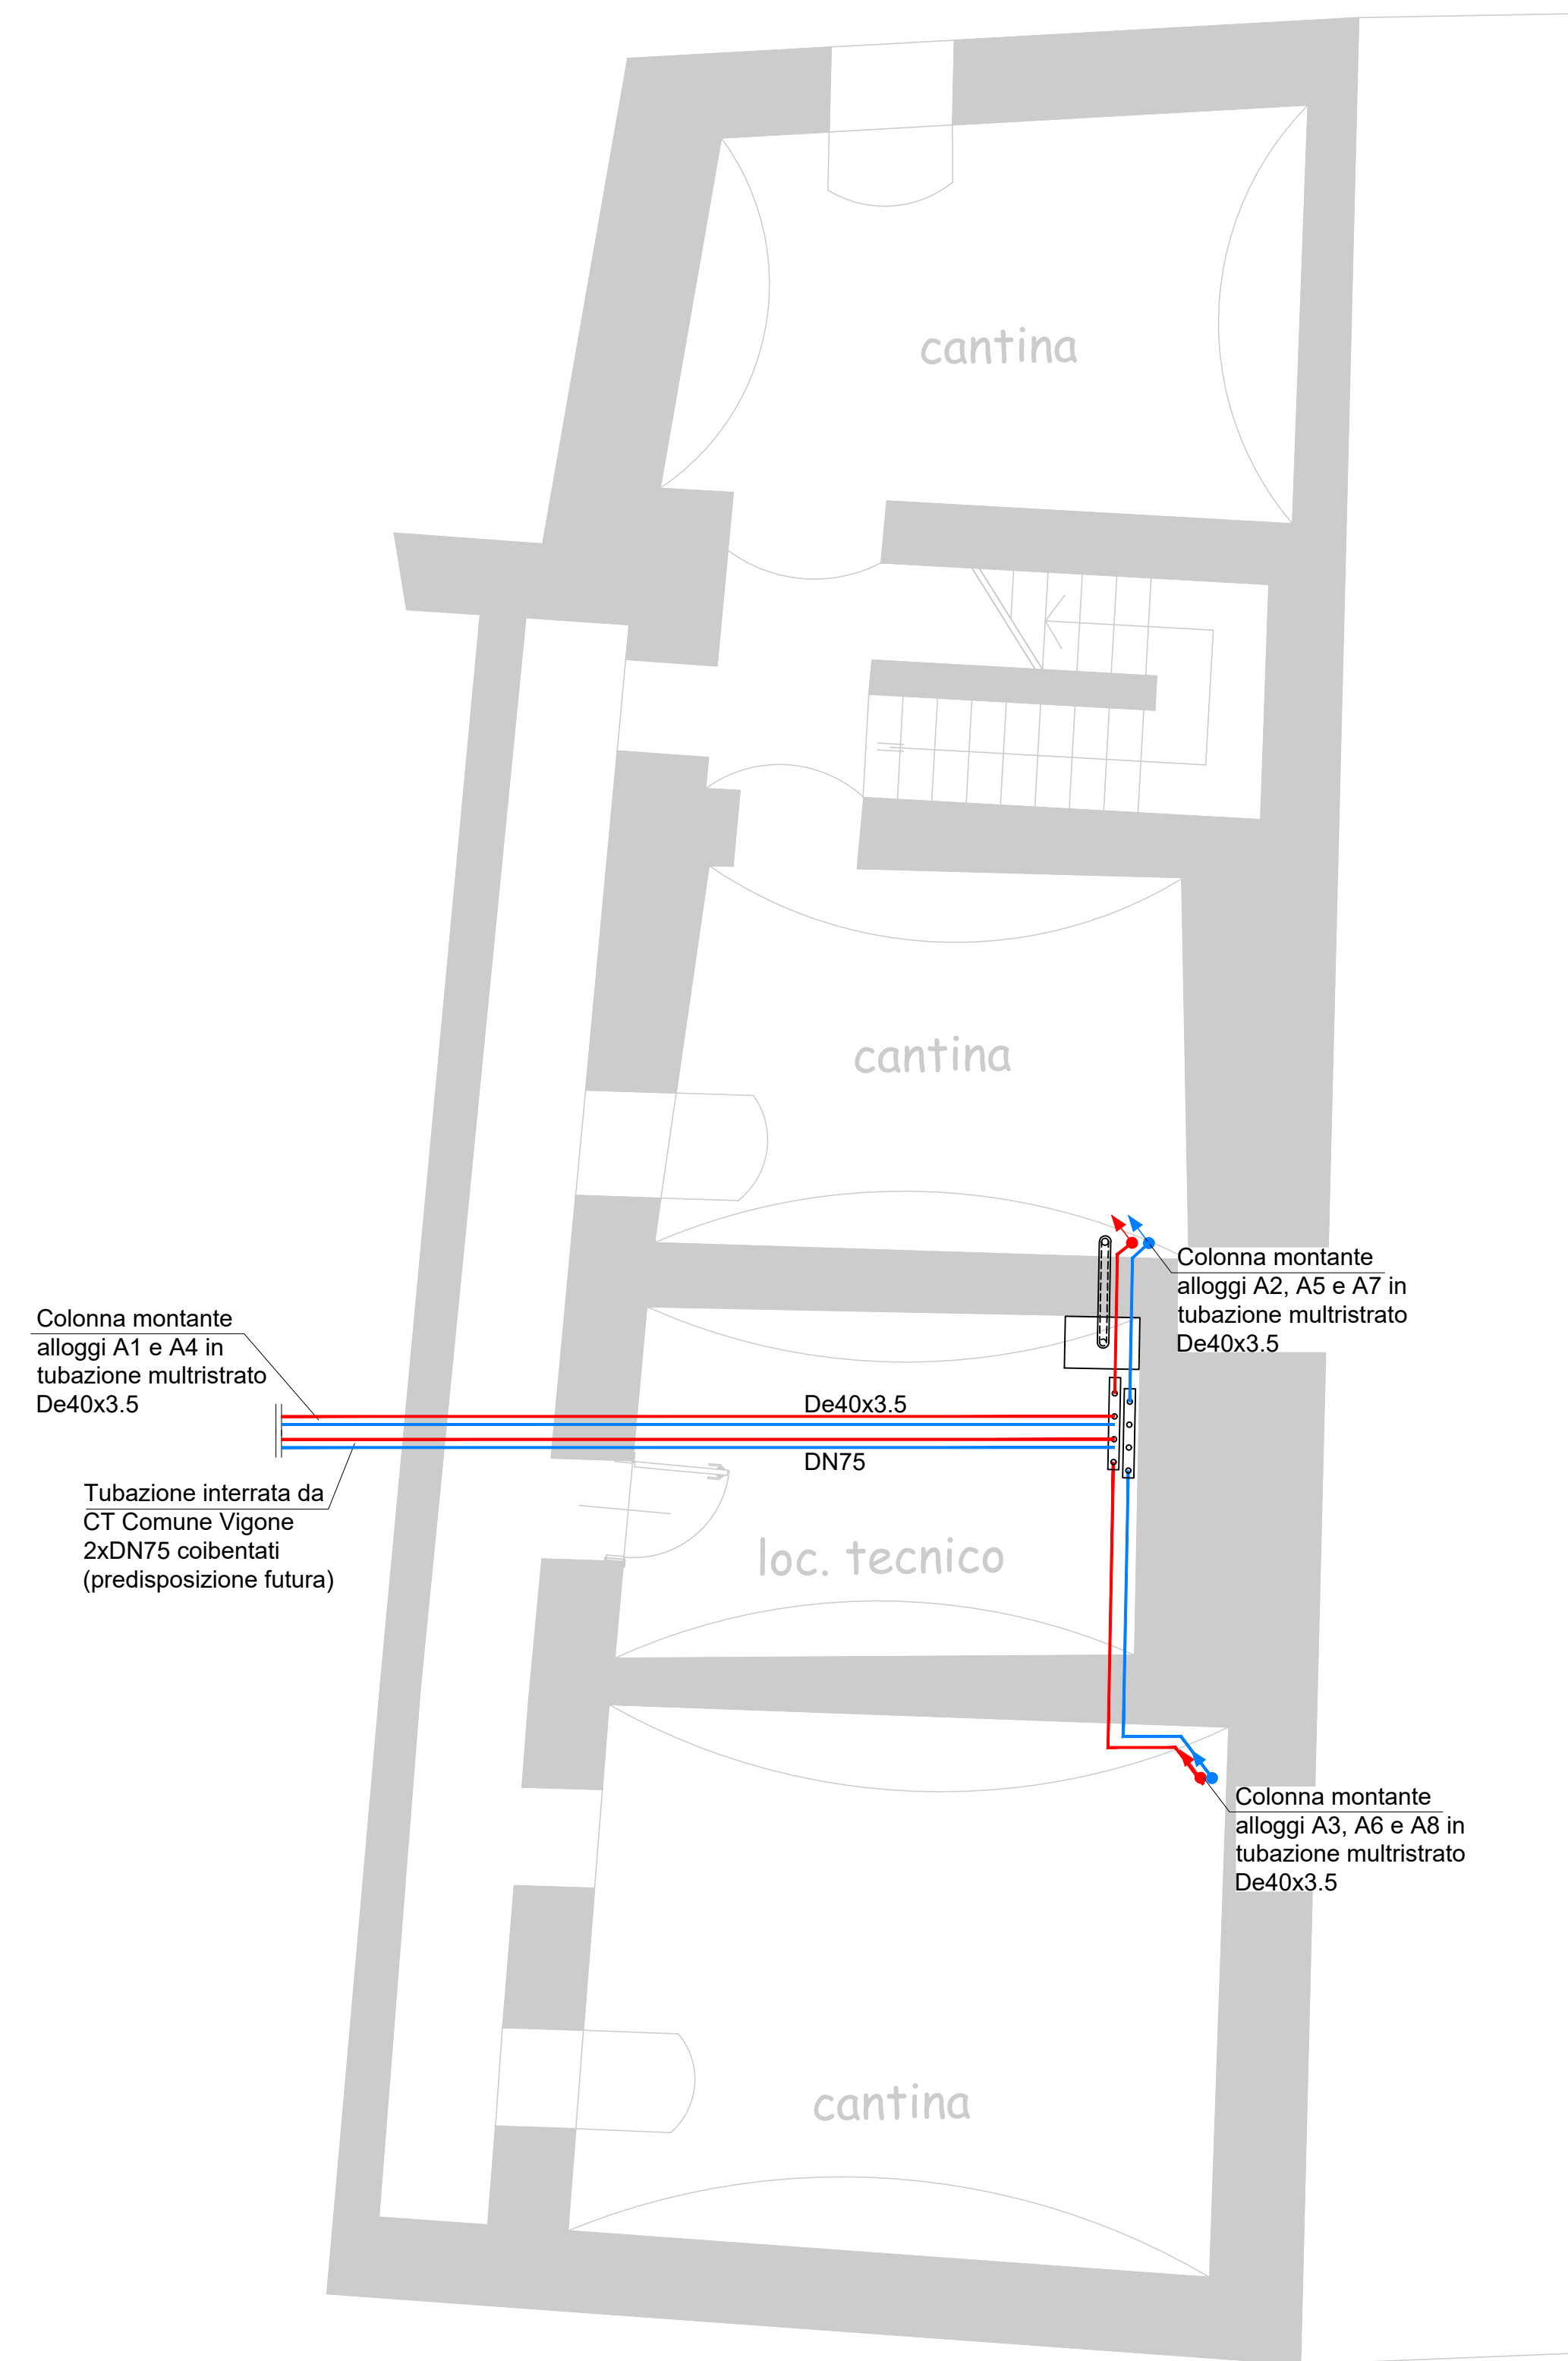 cantina
cantina
Colonna montante
alloggi A2, A5 e A7 in
tubazione multristrato
De40x3.5
Colonna montante
alloggi A1 e A4 in
tubazione multristrato
De40x3.5
De40x3.5
DN75
Tubazione interrata da
CT Comune Vigone
2xDN75 coibentati
(predisposizione futura)
loc. tecnico
Colonna montante
alloggi A3, A6 e A8 in
tubazione multristrato
De40x3.5
cantina